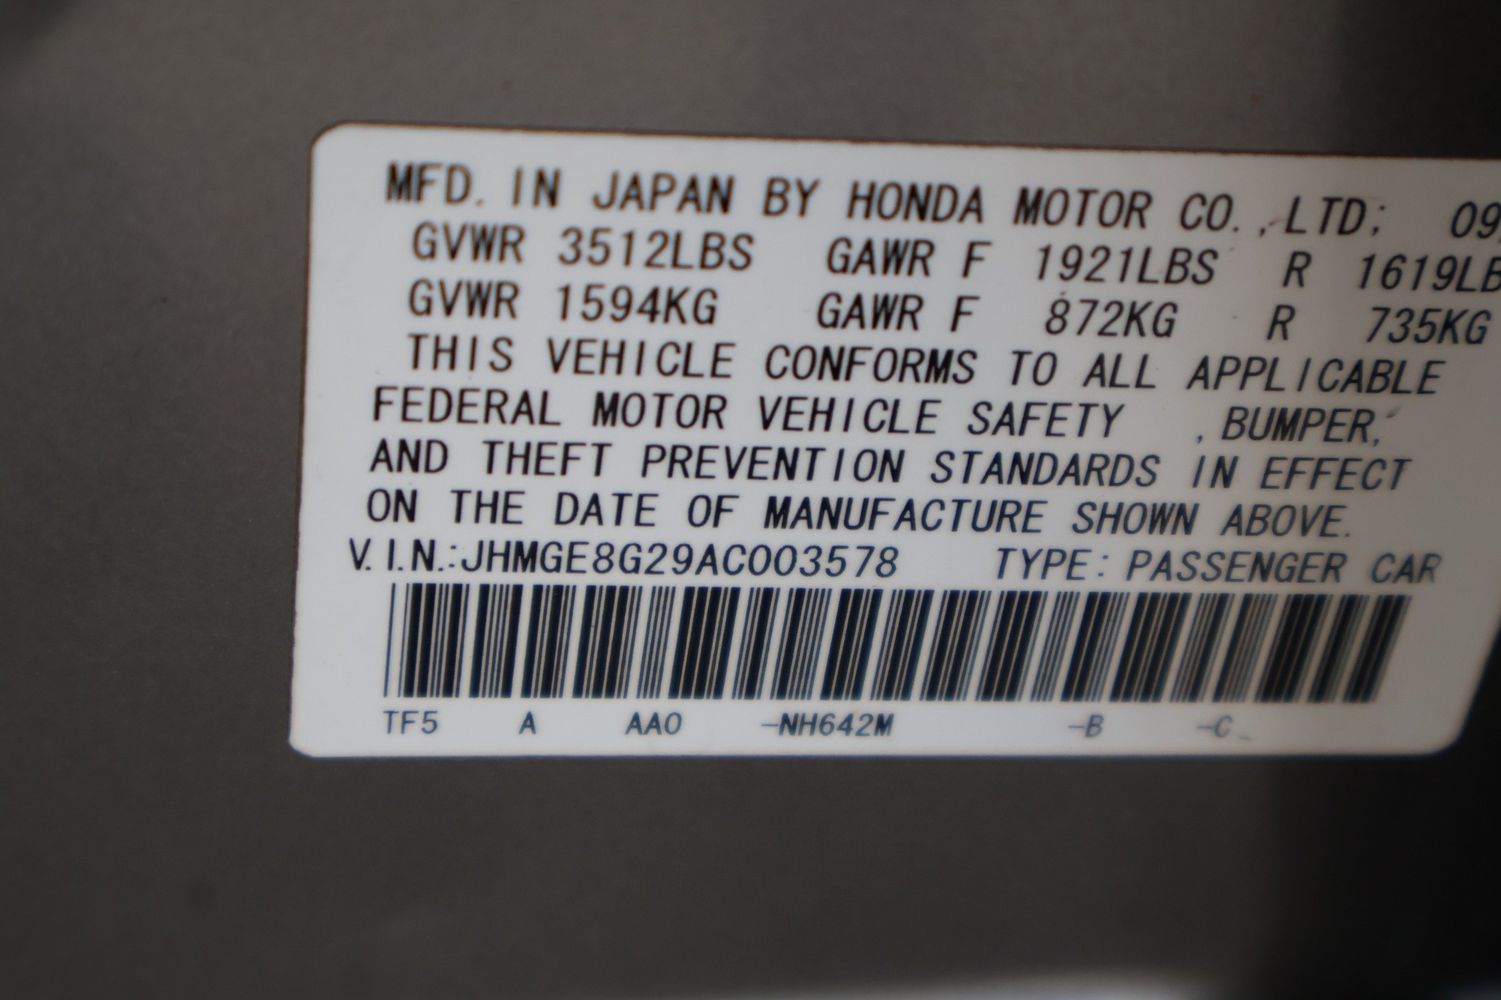 MFD. IN JAPAN BY HONDA MOTOR CO., LTD; 09
GVWR 3512LBS GAWR F 1921LBS R 1619LB
GVWR 1594KG GAWR F 872KG R 735KG
THIS VEHICLE CONFORMS TO ALL APPLICABLE
FEDERAL MOTOR VEHICLE SAFETY , BUMPER,
AND THEFT PREVENTION STANDARDS IN EFFECT
ON THE DATE OF MANUFACTURE SHOWN ABOVE.
V.I.N.:JHMGE8G29AC003578 TYPE: PASSENGER CAR
TF5 A AA0 -NH642M -B -C